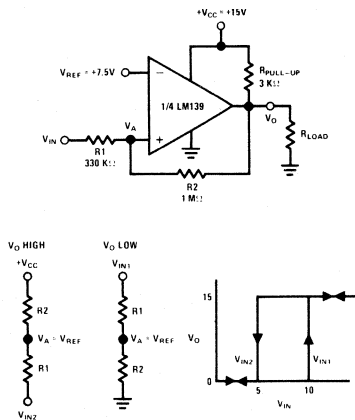 +VCC = +15V
VREF = +7.5V
RPULL-UP
3 KΩ
1/4 LM139
VA
VO
VIN
R1
330 KΩ
RLOAD
R2
1 MΩ
VO HIGH
VO LOW
+VCC
VIN1
R2
R1
VA = VREF
VA = VREF
R1
R2
VIN2
15
VO
VIN2
VIN1
0
5
10
VIN